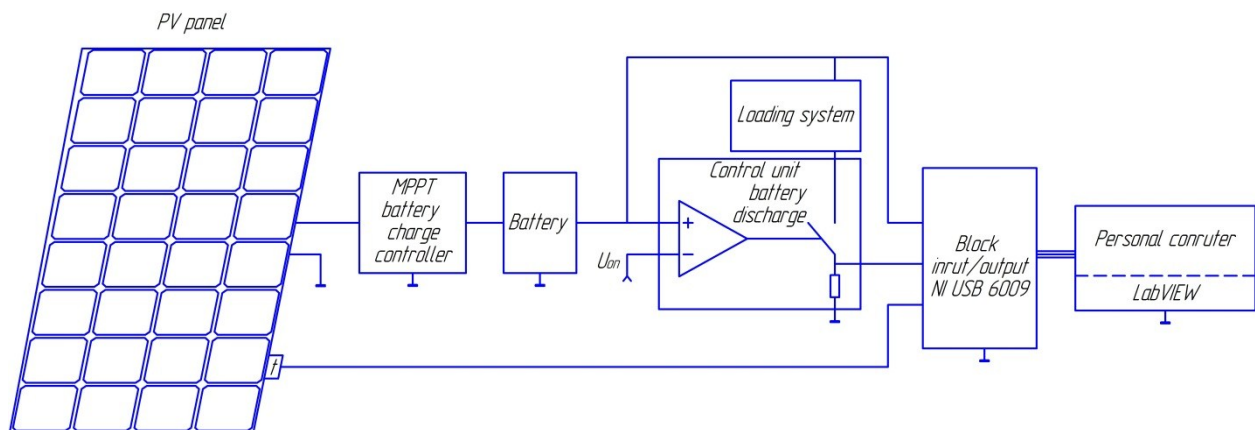 PV panel
t
MPPT
battery
charge
controller
Battery
Uоп
Loading system
Control unit
battery
discharge
+
−
Block
inrut/output
NI USB 6009
Personal conruter
LabVIEW